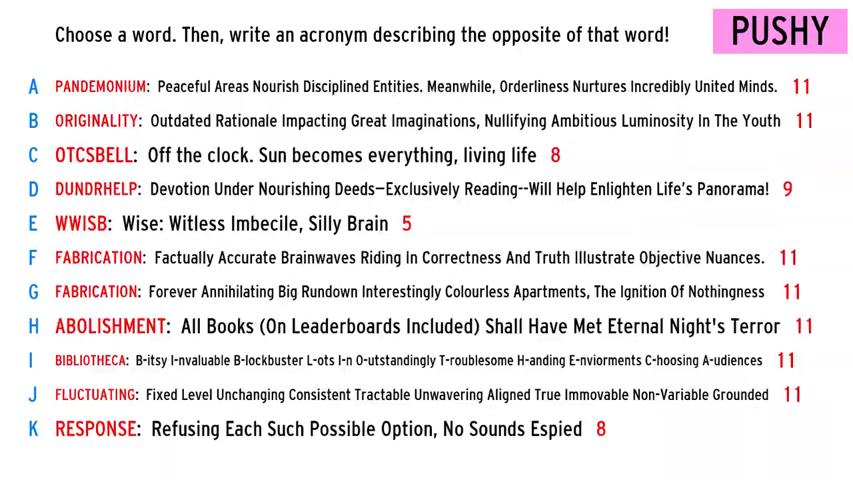 Choose a word. Then, write an acronym describing the opposite of that word! PUSHY
A PANDEMONIUM: Peaceful Areas Nourish Disciplined Entities. Meanwhile, Orderliness Nurtures Incredibly United Minds. 11
B ORIGINALITY: Outdated Rationale Impacting Great Imaginations, Nullifying Ambitious Luminosity In The Youth 11
C OTCSBELL: Off the clock. Sun becomes everything, living life 8
D DUNDRHELP: Devotion Under Nourishing Deeds—Exclusively Reading--Will Help Enlighten Life's Panorama! 9
E WWISB: Wise: Witless Imbecile, Silly Brain 5
F FABRICATION: Factually Accurate Brainwaves Riding In Correctness And Truth Illustrate Objective Nuances. 11
G FABRICATION: Forever Annihilating Big Rundown Interestingly Colourless Apartments, The Ignition Of Nothingness 11
H ABOLISHMENT: All Books (On Leaderboards Included) Shall Have Met Eternal Night's Terror 11
I BIBLIOTHECA: B-itsy I-nvaluable B-lockbuster L-ots I-n O-utstandingly T-roublesome H-anding E-nviorments C-hoosing A-udiences 11
J FLUCTUATING: Fixed Level Unchanging Consistent Tractable Unwavering Aligned True Immovable Non-Variable Grounded 11
K RESPONSE: Refusing Each Such Possible Option, No Sounds Espied 8